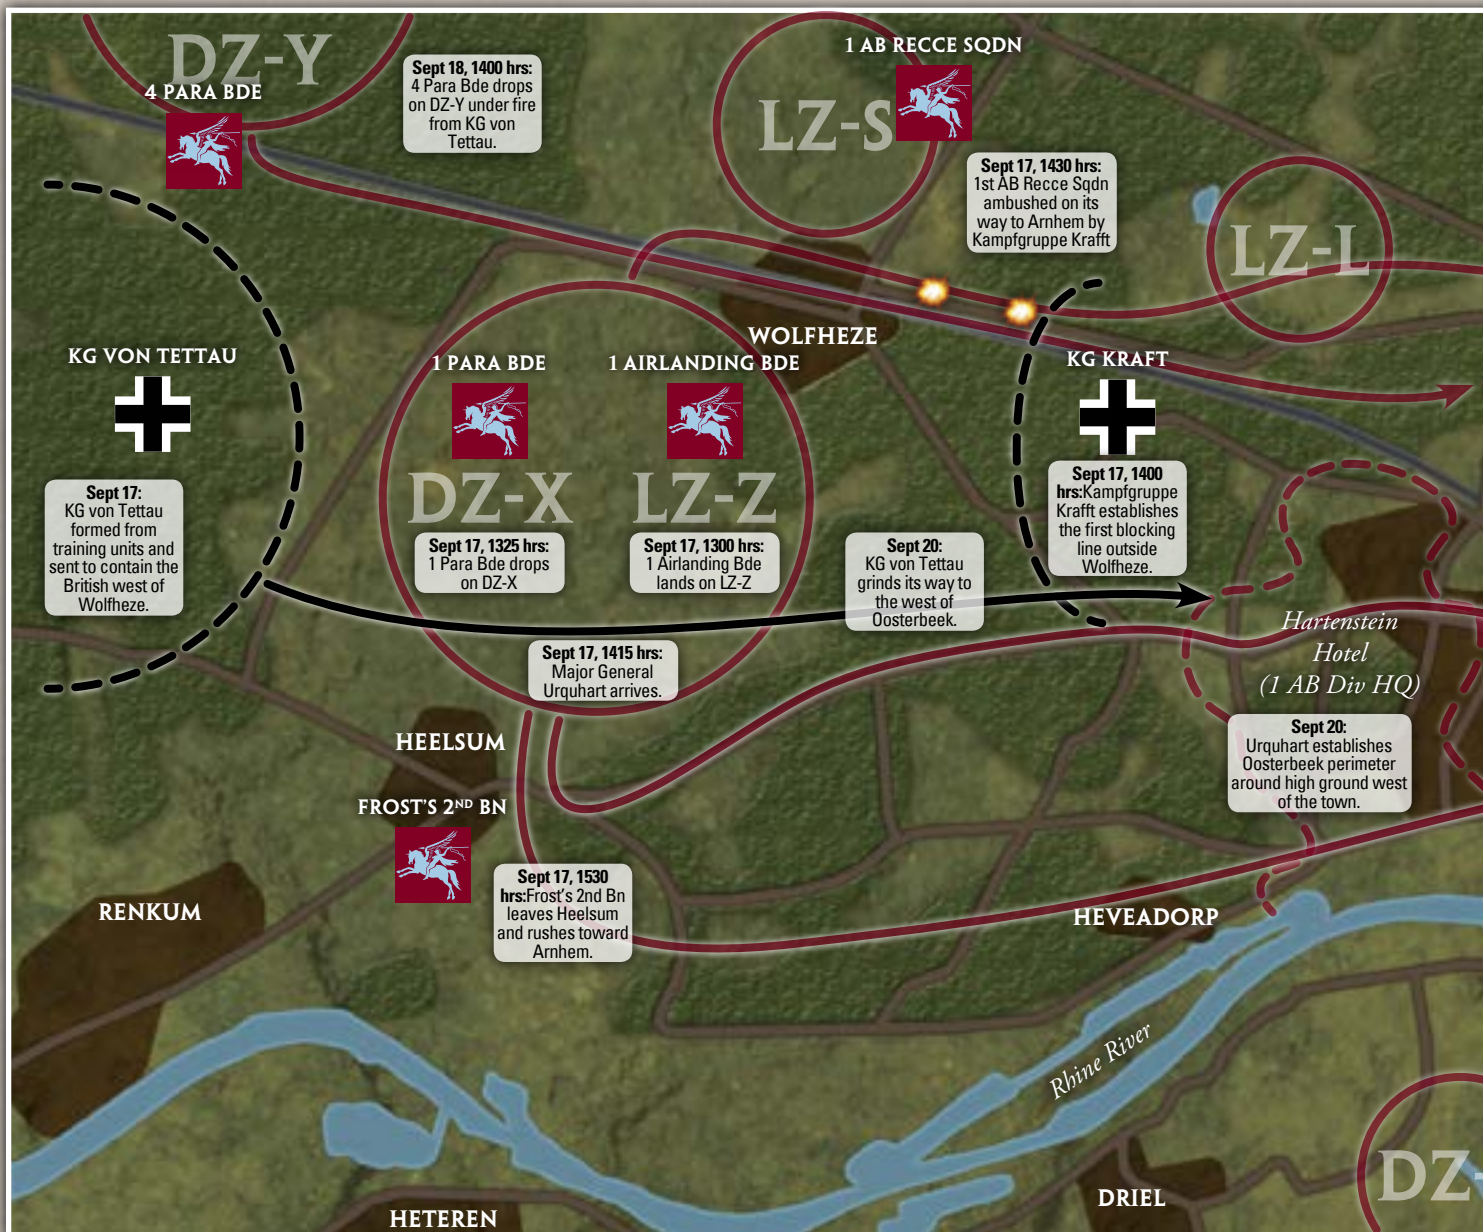 DZ-Y
4 PARA BDE
Sept 18, 1400 hrs:
4 Para Bde drops
on DZ-Y under fire
from KG von
Tettau.
1 AB RECCE SQDN
LZ-S
Sept 17, 1430 hrs:
1st AB Recce Sqdn
ambushed on its
way to Arnhem by
Kampfgruppe Krafft
LZ-L
WOLFHEZE
KG VON TETTAU
Sept 17:
KG von Tettau
formed from
training units and
sent to contain the
British west of
Wolfheze.
1 PARA BDE
DZ-X
Sept 17, 1325 hrs:
1 Para Bde drops
on DZ-X
1 AIRLANDING BDE
LZ-Z
Sept 17, 1300 hrs:
1 Airlanding Bde
lands on LZ-Z
KG KRAFT
Sept 17, 1400
hrs:Kampfgruppe
Krafft establishes
the first blocking
line outside
Wolfheze.
Sept 20:
KG von Tettau
grinds its way to
the west of
Oosterbeek.
Sept 17, 1415 hrs:
Major General
Urquhart arrives.
Hartenstein
Hotel
(1 AB Div HQ)
Sept 20:
Urquhart establishes
Oosterbeek perimeter
around high ground west
of the town.
HEELSUM
FROST'S 2ND BN
Sept 17, 1530
hrs:Frost's 2nd Bn
leaves Heelsum
and rushes toward
Arnhem.
RENKUM
HEVEADORP
Rhine River
DZ-
DRIEL
HETEREN